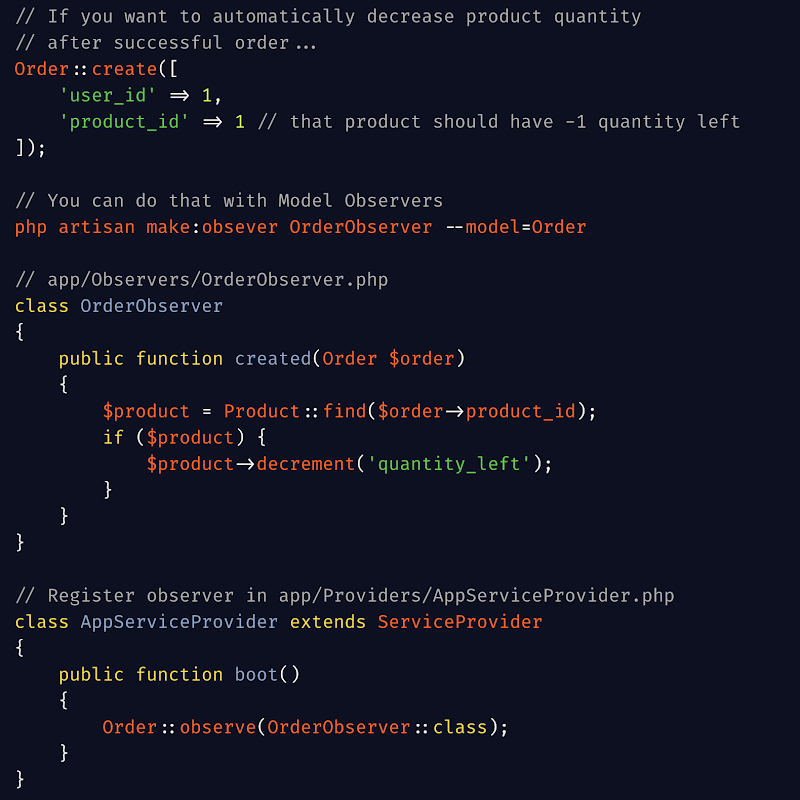 // If you want to automatically decrease product quantity
// after successful order...
Order::create([
    'user_id' => 1,
    'product_id' => 1 // that product should have -1 quantity left
]);

// You can do that with Model Observers
php artisan make:obsever OrderObserver --model=Order

// app/Observers/OrderObserver.php
class OrderObserver
{
    public function created(Order $order)
    {
        $product = Product::find($order->product_id);
        if ($product) {
            $product->decrement('quantity_left');
        }
    }
}

// Register observer in app/Providers/AppServiceProvider.php
class AppServiceProvider extends ServiceProvider
{
    public function boot()
    {
        Order::observe(OrderObserver::class);
    }
}